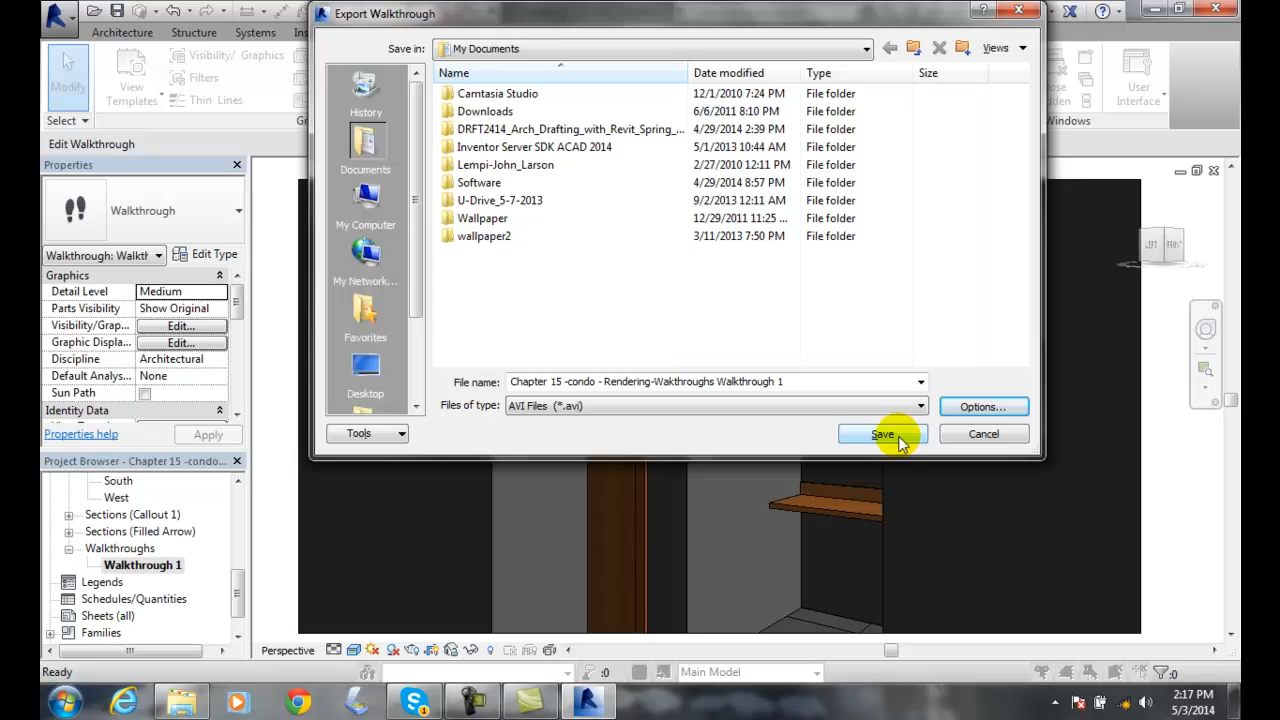 Export Walkthrough
Architecture
Structure
Systems
Ins
Save in:
My Documents
Views
Name
Date modified
Type
Size
Camtasia Studio
12/1/2010 7:24 PM
File folder
Downloads
6/6/2011 8:10 PM
File folder
DRFT2414_Arch_Drafting_with_Revit_Spring_...
4/29/2014 2:39 PM
File folder
Inventor Server SDK ACAD 2014
5/1/2013 10:44 AM
File folder
Lempi-John_Larson
2/27/2010 12:11 PM
File folder
Software
4/29/2014 8:57 PM
File folder
U-Drive_5-7-2013
9/2/2013 12:11 AM
File folder
Wallpaper
12/29/2011 11:25 ...
File folder
wallpaper2
3/11/2013 7:50 PM
File folder
History
Documents
My Computer
My Network...
Favorites
Desktop
File name:
Chapter 15 -condo - Rendering-Wakthroughs Walkthrough 1
Files of type:
AVI Files (*.avi)
Options...
Tools
Save
Cancel
Modify
View
Templates
Visibility/ Graphics
Filters
Thin Lines
Select
User
Interface
Windows
Edit Walkthrough
Properties
Walkthrough
Walkthrough: Walkt
Edit Type
Graphics
Detail Level
Medium
Parts Visibility
Show Original
Visibility/Grap...
Edit...
Graphic Displa...
Edit...
Discipline
Architectural
Default Analys...
None
Sun Path
Identity Data
Properties help
Apply
Project Browser - Chapter 15 -condo...
South
West
Sections (Callout 1)
Sections (Filled Arrow)
Walkthroughs
Walkthrough 1
Legends
Schedules/Quantities
Sheets (all)
Families
LEFT
FRONT
Perspective
Ready
:0
Main Model
:0
2:17 PM
5/3/2014